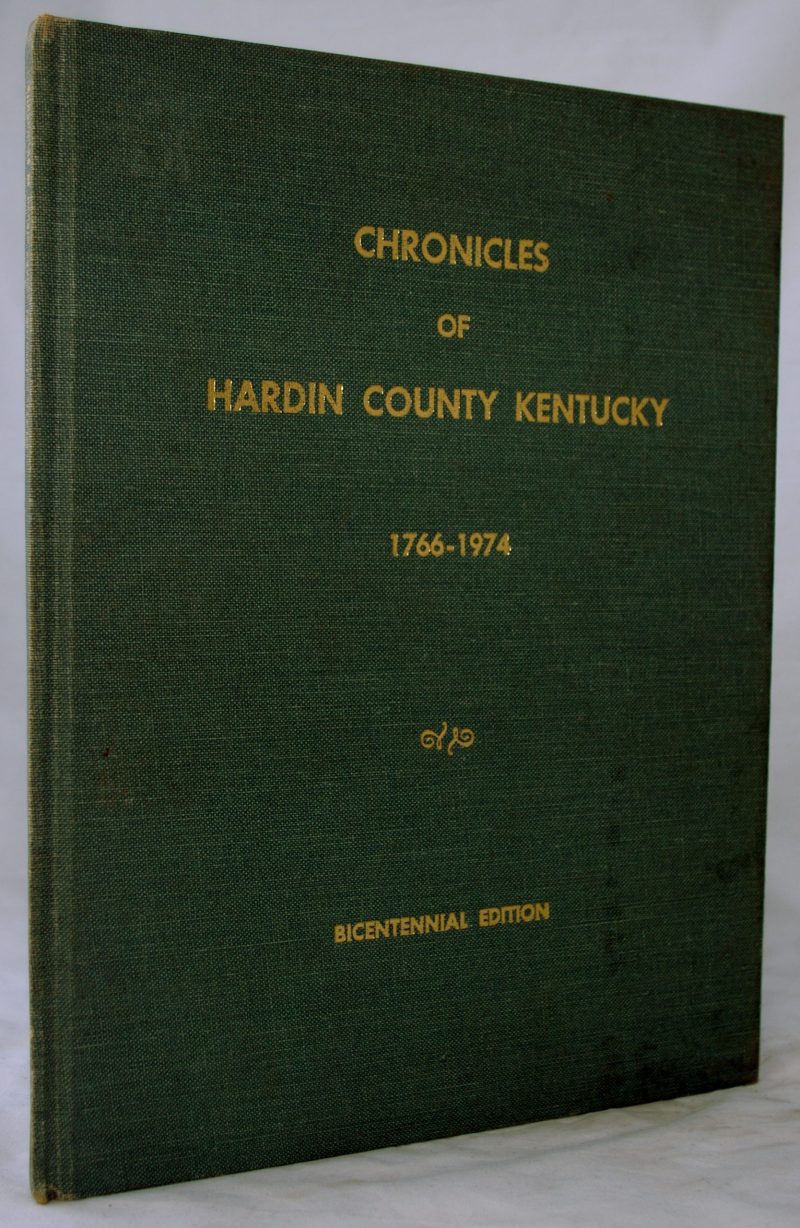 CHRONICLES
OF
HARDIN COUNTY KENTUCKY
1766-1974
BICENTENNIAL EDITION